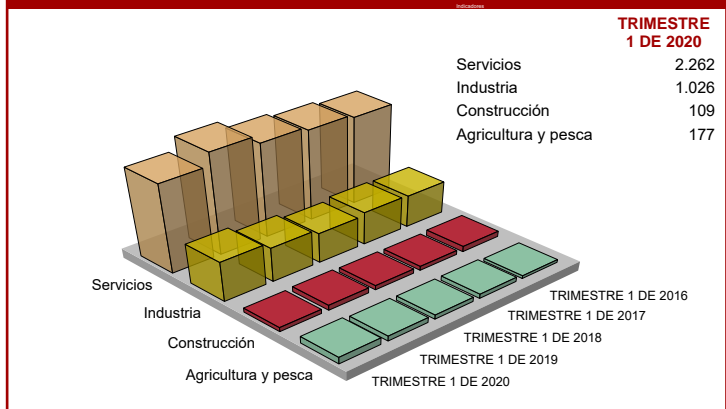 Indicadores
TRIMESTRE
1 DE 2020
Servicios 2.262
Industria 1.026
Construcción 109
Agricultura y pesca 177
Servicios
Industria
Construcción
Agricultura y pesca
TRIMESTRE 1 DE 2016
TRIMESTRE 1 DE 2017
TRIMESTRE 1 DE 2018
TRIMESTRE 1 DE 2019
TRIMESTRE 1 DE 2020